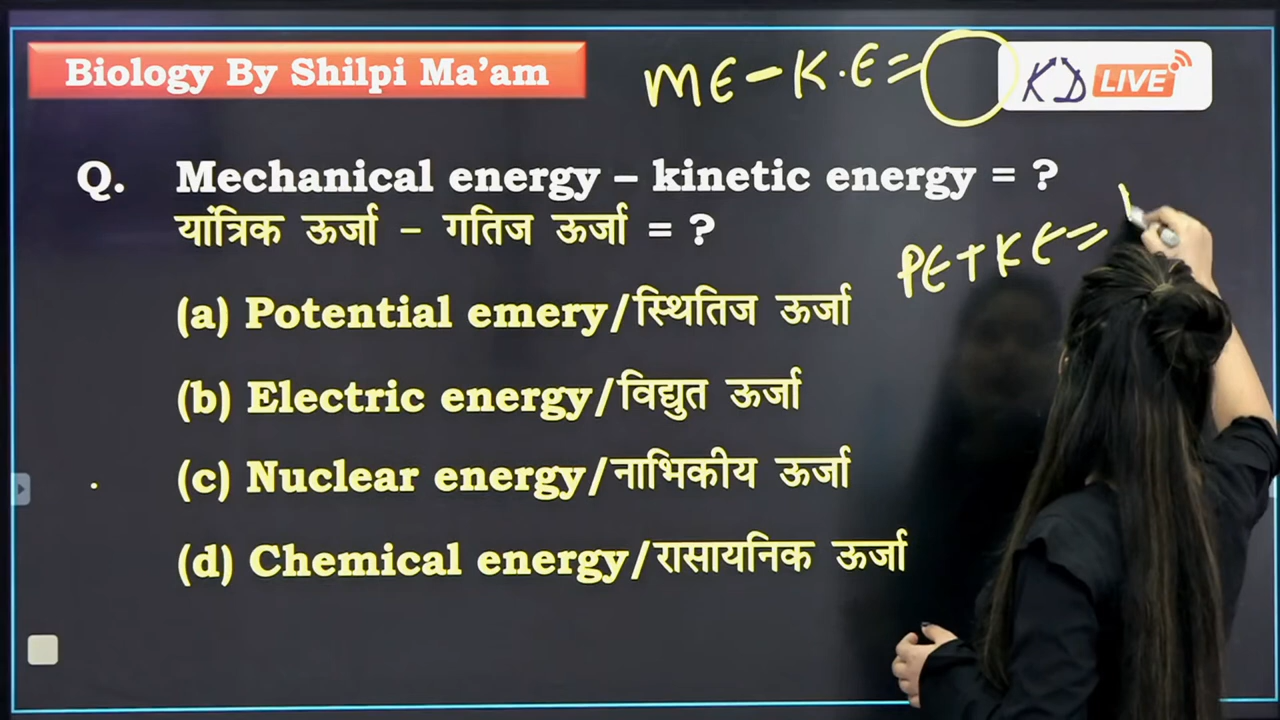 Biology By Shilpi Ma’am
ME - K.E =
KD LIVE
Q. Mechanical energy – kinetic energy = ?
यांत्रिक ऊर्जा – गतिज ऊर्जा = ?
PE + KE =
(a) Potential emery/स्थितिज ऊर्जा
(b) Electric energy/विद्युत ऊर्जा
(c) Nuclear energy/नाभिकीय ऊर्जा
(d) Chemical energy/रासायनिक ऊर्जा